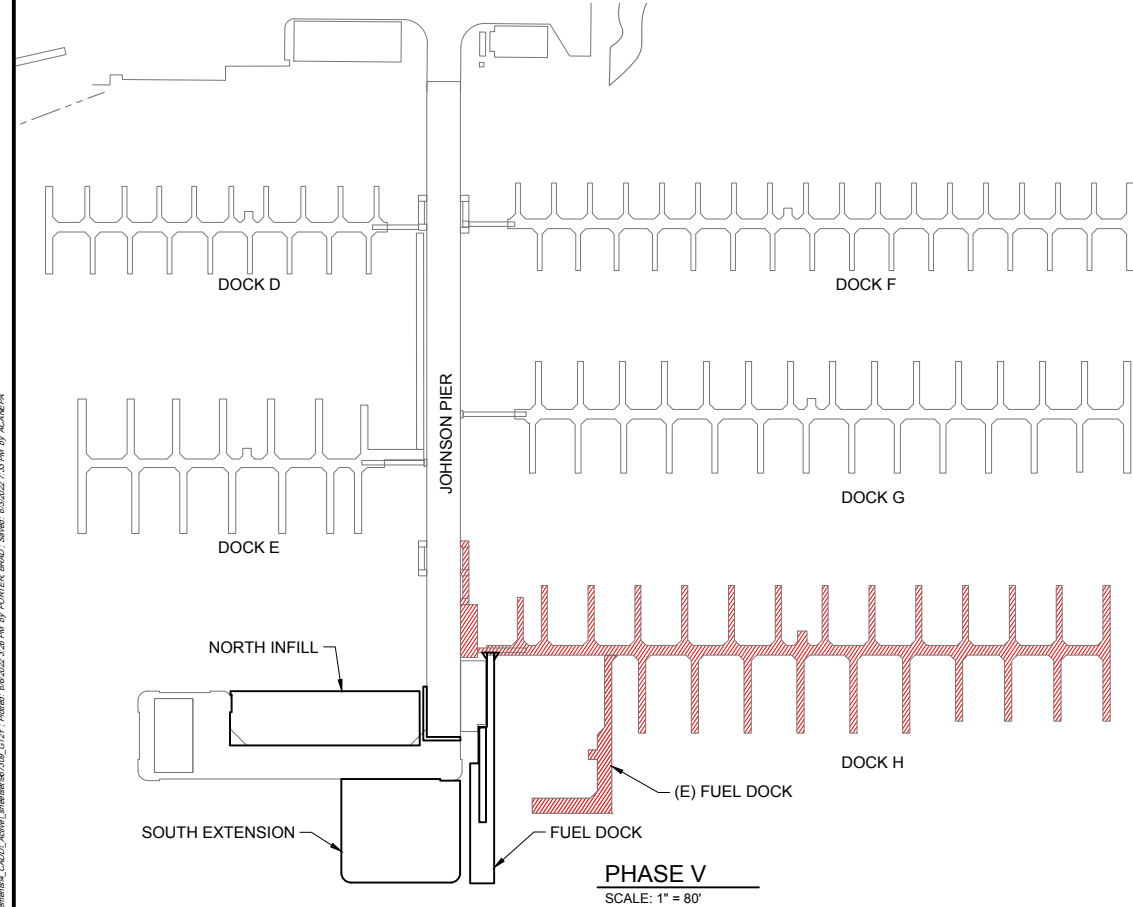 DOCK D
DOCK F
JOHNSON PIER
DOCK G
DOCK E
NORTH INFILL
DOCK H
(E) FUEL DOCK
SOUTH EXTENSION
FUEL DOCK
PHASE V
SCALE: 1" = 80'